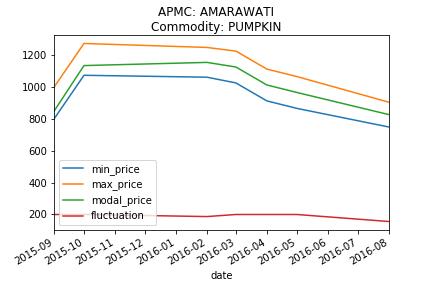 APMC: AMARAWATI
Commodity: PUMPKIN
1200
1000
800
600
400
200
min_price
max_price
modal_price
fluctuation
2015-09
2015-10
2015-11
2015-12
2016-01
2016-02
2016-03
2016-04
2016-05
2016-06
2016-07
2016-08
date